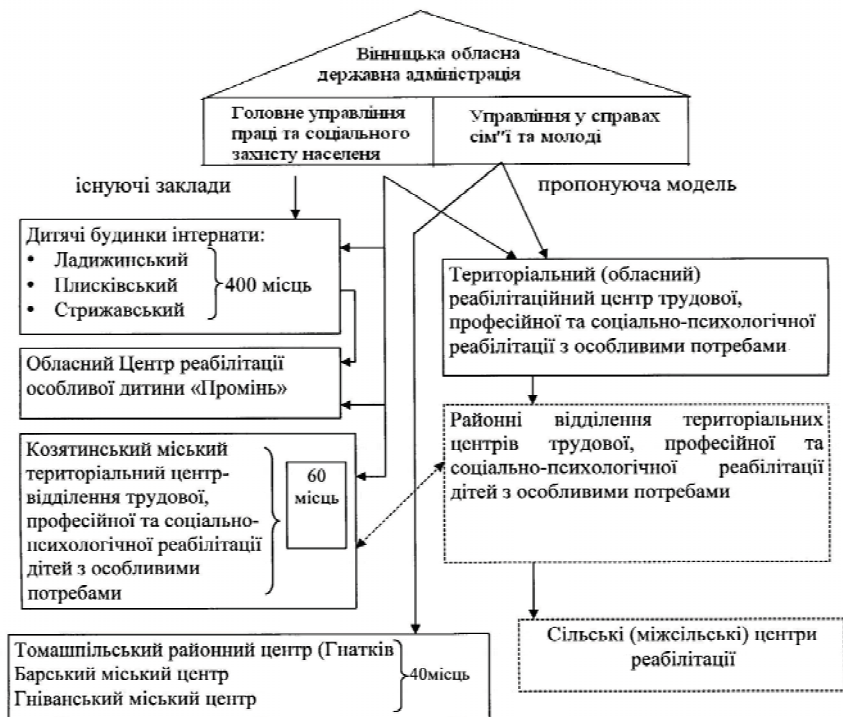 Вінницька обласна
державна адміністрація
Головне управління
праці та соціального
захисту населеня
Управління у справах
сім"ї та молоді
існуючі заклади
пропонуюча модель
Дитячі будинки інтернати:
• Ладижинський
• Плисківський
• Стрижавський
400 місць
Обласний Центр реабілітації
особливої дитини «Промінь»
Козятинський міський
територіальний центр-
відділення трудової,
професійної та соціально-
психологічної реабілітації
дітей з особливими
потребами
60
місць
Томашпільський районний центр (Гнатків
Барський міський центр
Гніванський міський центр
40місць
Територіальний (обласний)
реабілітаційний центр трудової,
професійної та соціально-психологічної
реабілітації з особливими потребами
Районні відділення територіальних
центрів трудової, професійної та
соціально-психологічної реабілітації
дітей з особливими потребами
Сільські (міжсільські) центри
реабілітації